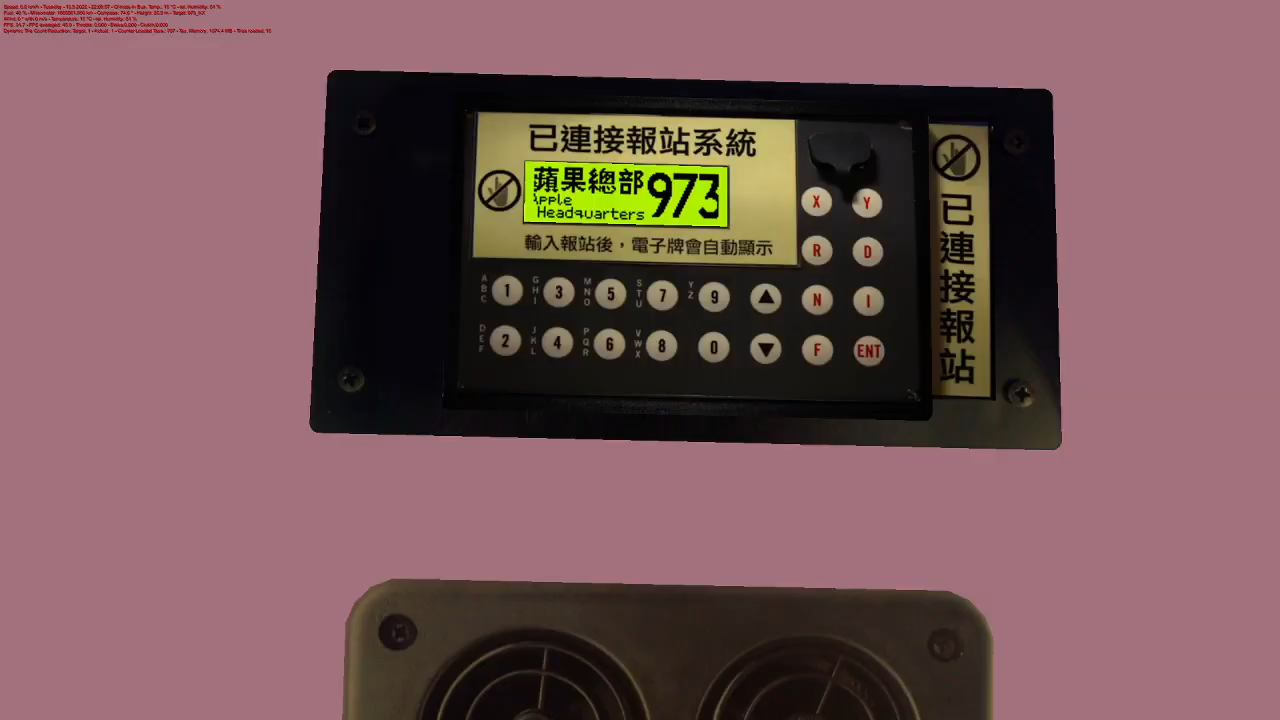 已連接報站系統
蘋果總部
Apple
Headquarters
973
輸入報站後，電子牌會自動顯示
X
Y
R
D
N
I
F
ENT
ABC
1
GHI
3
MNO
5
STU
7
YZ
9
DEF
2
JKL
4
PQR
6
VWX
8
0
已連接報站